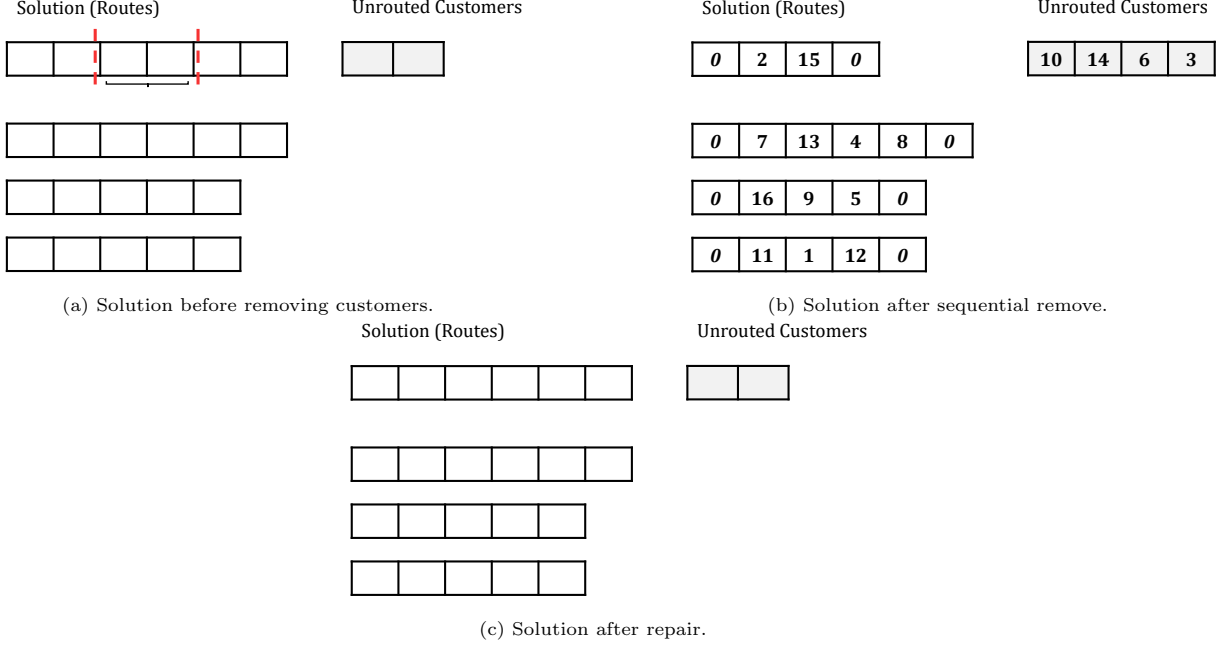 Solution (Routes) Unrouted Customers
(a) Solution before removing customers.
Solution (Routes) Unrouted Customers
0 2 15 0 10 14 6 3
0 7 13 4 8 0
0 16 9 5 0
0 11 1 12 0
(b) Solution after sequential remove.
Solution (Routes) Unrouted Customers
(c) Solution after repair.